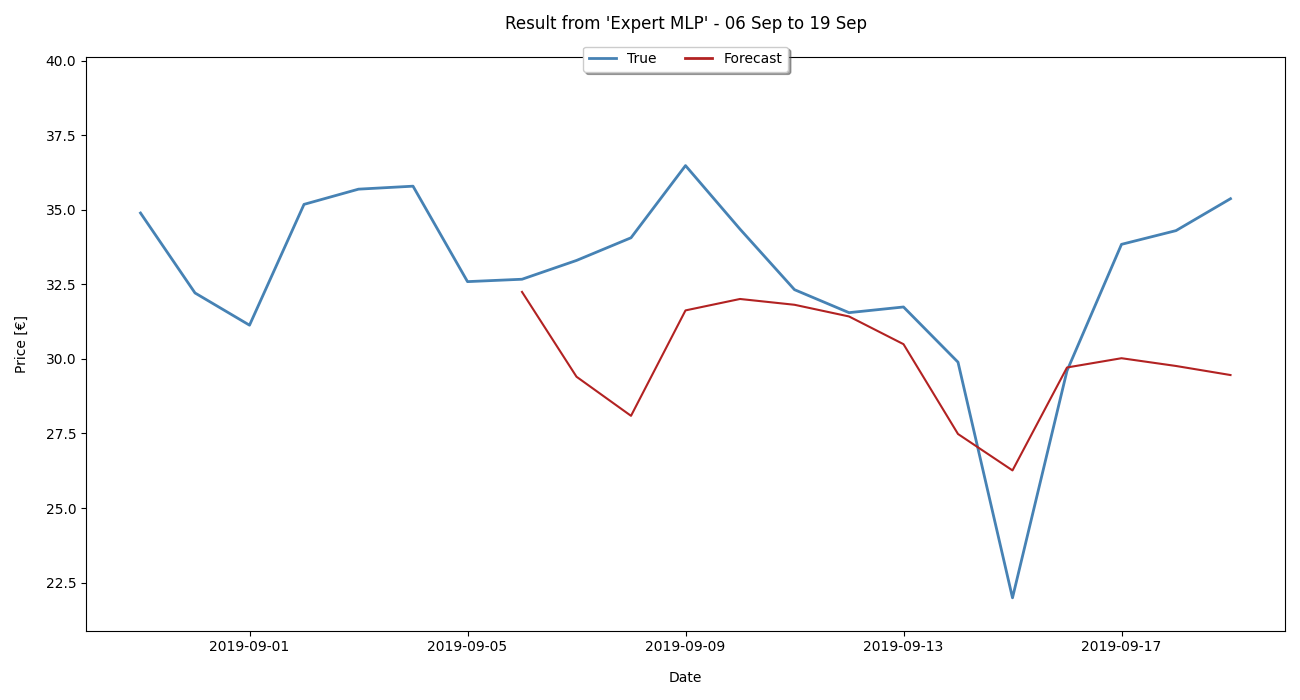 Result from 'Expert MLP' - 06 Sep to 19 Sep
True Forecast
40.0
37.5
35.0
32.5
30.0
27.5
25.0
22.5
Price [€]
2019-09-01 2019-09-05 2019-09-09 2019-09-13 2019-09-17
Date